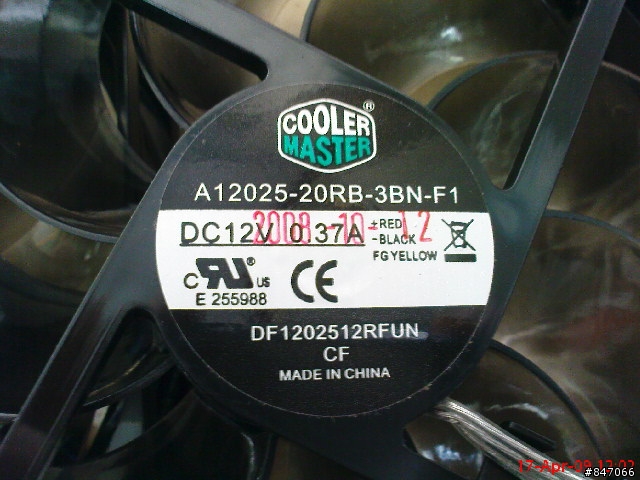 COOLER
MASTER
®
A12025-20RB-3BN-F1
DC12V 0.37A
+RED
-BLACK
FG YELLOW
2008-10-12
C RU® US
E 255988
CE
DF1202512RFUN
CF
MADE IN CHINA
17-Apr-09 12:02
#847066